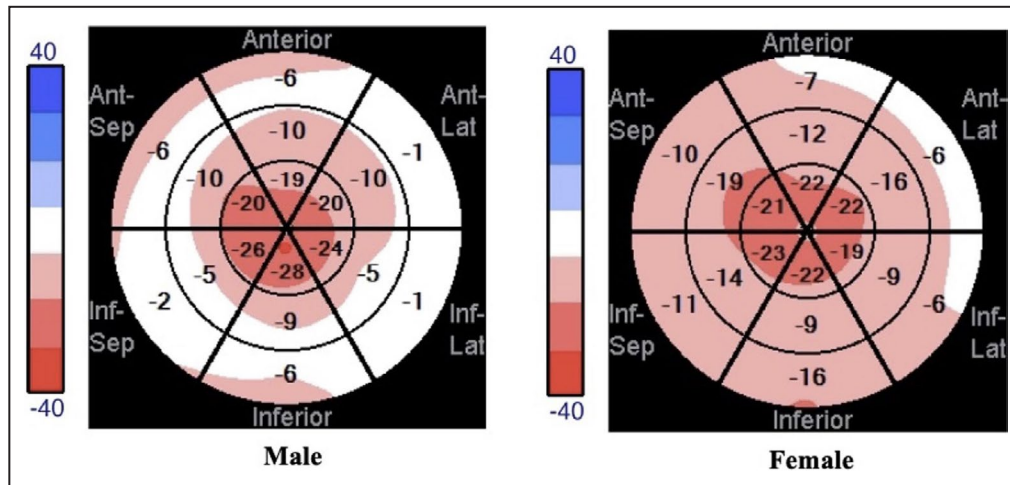 40
Anterior
Ant-
Sep
Ant-
Lat
-6
-6
-10
-1
-10
-10
-19
-20
-20
-26
-24
-28
-5
-5
-2
-1
-9
-6
Inf-
Sep
Inf-
Lat
-40
Inferior
Male
40
Anterior
Ant-
Sep
Ant-
Lat
-7
-10
-12
-6
-19
-16
-22
-21
-22
-23
-19
-22
-14
-9
-11
-6
-9
-16
Inf-
Sep
Inf-
Lat
-40
Inferior
Female